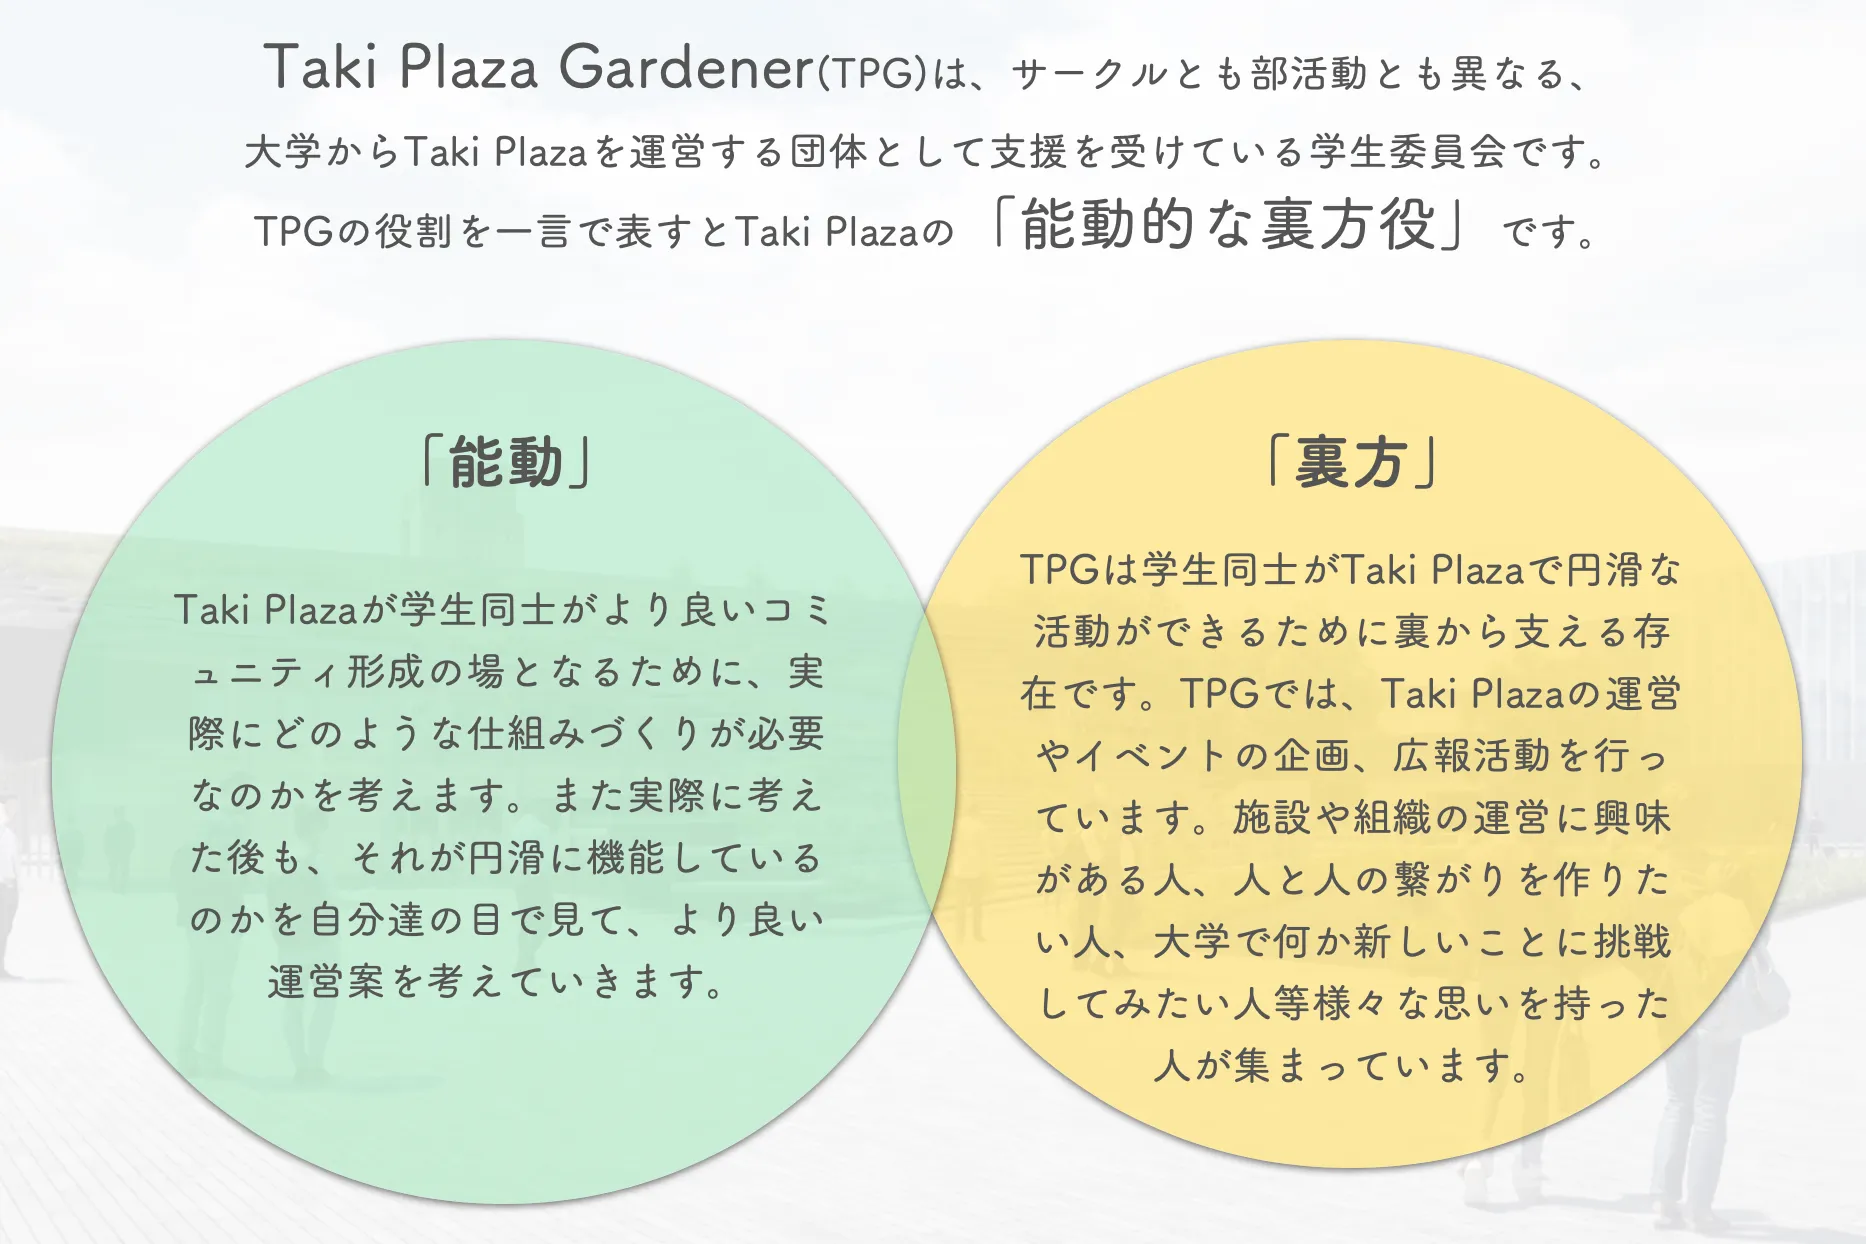 Taki Plaza Gardener(TPG)は、サークルとも部活動とも異なる、
大学からTaki Plazaを運営する団体として支援を受けている学生委員会です。
TPGの役割を一言で表すとTaki Plazaの「能動的な裏方役」です。
「能動」
Taki Plazaが学生同士がより良いコミ
ュニティ形成の場となるために、実
際にどのような仕組みづくりが必要
なのかを考えます。また実際に考え
た後も、それが円滑に機能している
のかを自分達の目で見て、より良い
運営案を考えていきます。
「裏方」
TPGは学生同士がTaki Plazaで円滑な
活動ができるために裏から支える存
在です。TPGでは、Taki Plazaの運営
やイベントの企画、広報活動を行っ
ています。施設や組織の運営に興味
がある人、人と人の繋がりを作りた
い人、大学で何か新しいことに挑戦
してみたい人等様々な思いを持った
人が集まっています。